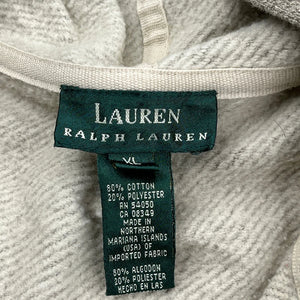 LAUREN
RALPH LAUREN
XL
80% COTTON
20% POLYESTER
RN 54050
CA 08349
MADE IN
NORTHERN
MARIANA ISLANDS
(USA) OF
IMPORTED FABRIC
80% ALGODON
20% POLIESTER
HECHO EN LAS